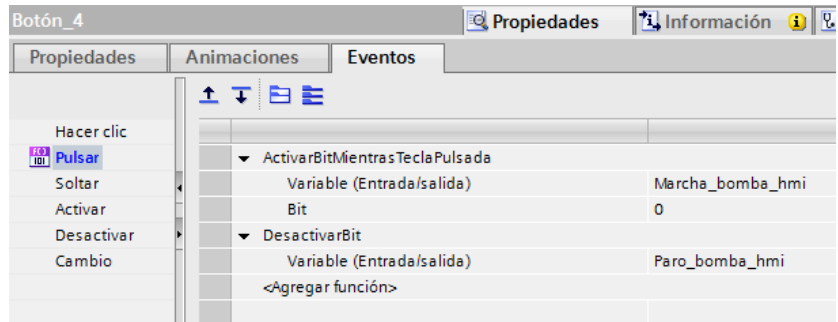 Botón_4
Propiedades
Información
Propiedades
Animaciones
Eventos
Hacer clic
Pulsar
Soltar
Activar
Desactivar
Cambio
ActivarBitMientrasTeclaPulsada
Variable (Entrada/salida) Marcha_bomba_hmi
Bit 0
DesactivarBit
Variable (Entrada/salida) Paro_bomba_hmi
<Agregar función>